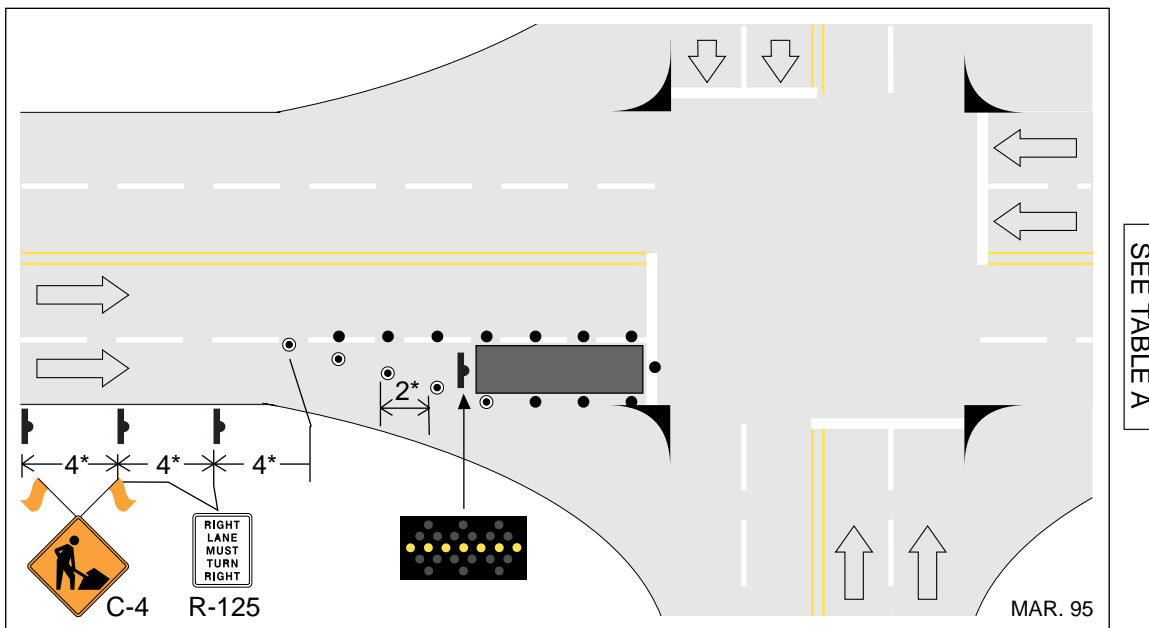 2*
4*
4*
4*
RIGHT
LANE
MUST
TURN
RIGHT
C-4
R-125
MAR. 95
SEE TABLE A